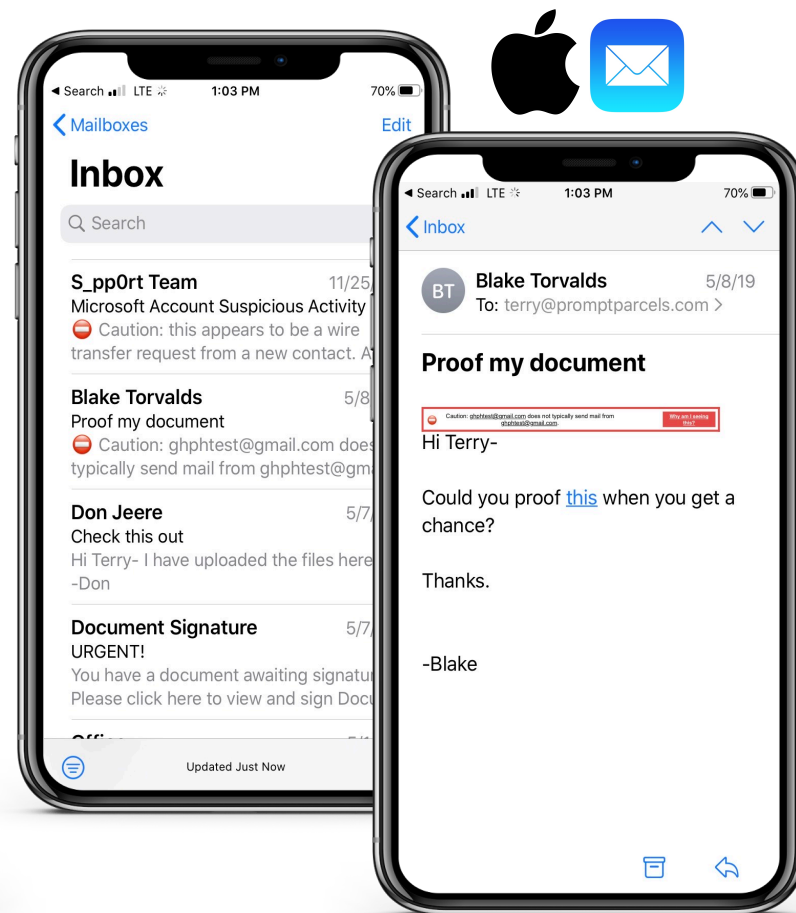 Search LTE 1:03 PM 70%
Mailboxes Edit
Inbox
Search
S_pp0rt Team 11/25/
Microsoft Account Suspicious Activity
Caution: this appears to be a wire
transfer request from a new contact. A
Blake Torvalds 5/8
Proof my document
Caution: ghphtest@gmail.com does
typically send mail from ghphtest@gma
Don Jeere 5/7/
Check this out
Hi Terry- I have uploaded the files here
-Don
Document Signature 5/7/
URGENT!
You have a document awaiting signatu
Please click here to view and sign Docu
Updated Just Now
Search LTE 1:03 PM 70%
Inbox
BT
Blake Torvalds 5/8/19
To: terry@promptparcels.com >
Proof my document
Caution: ghphtest@gmail.com does not typically send mail from
ghphtest@gmail.com.
Why am I seeing
this?
Hi Terry-
Could you proof this when you get a
chance?
Thanks.
-Blake